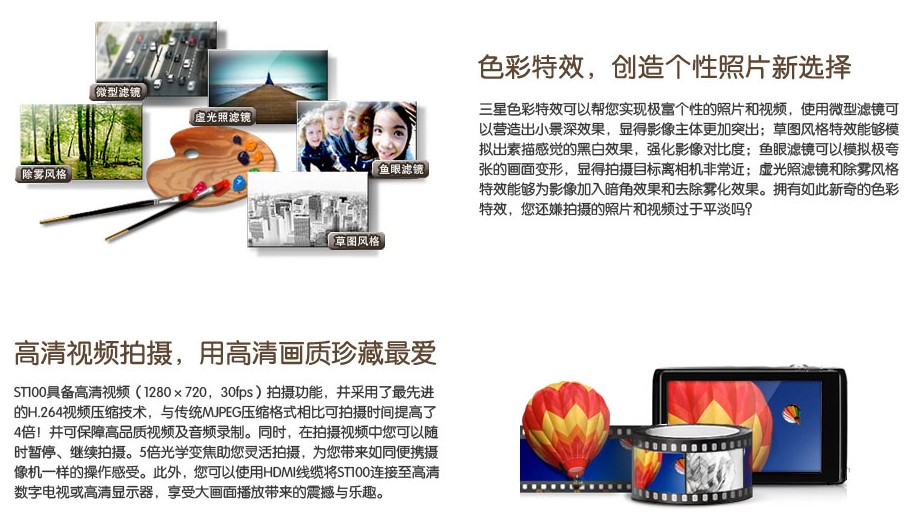 微型滤镜
虚光照滤镜
除雾风格
鱼眼滤镜
草图风格
色彩特效，创造个性照片新选择
三星色彩特效可以帮您实现极富个性的照片和视频，使用微型滤镜可
以营造出小景深效果，显得影像主体更加突出；草图风格特效能够模
拟出素描感觉的黑白效果，强化影像对比度；鱼眼滤镜可以模拟极夸
张的画面变形，显得拍摄目标离相机非常近；虚光照滤镜和除雾风格
特效能够为影像加入暗角效果和去除雾化效果。拥有如此新奇的色彩
特效，您还嫌拍摄的照片和视频过于平淡吗？
高清视频拍摄，用高清画质珍藏最爱
ST100具备高清视频（1280×720，30fps）拍摄功能，并采用了最先进
的H.264视频压缩技术，与传统MJPEG压缩格式相比可拍摄时间提高了
4倍！并可保障高品质视频及音频录制。同时，在拍摄视频中您可以随
时暂停、继续拍摄。5倍光学变焦助您灵活拍摄，为您带来如同便携摄
像机一样的操作感受。此外，您可以使用HDMI线缆将ST100连接至高清
数字电视或高清显示器，享受大画面播放带来的震撼与乐趣。